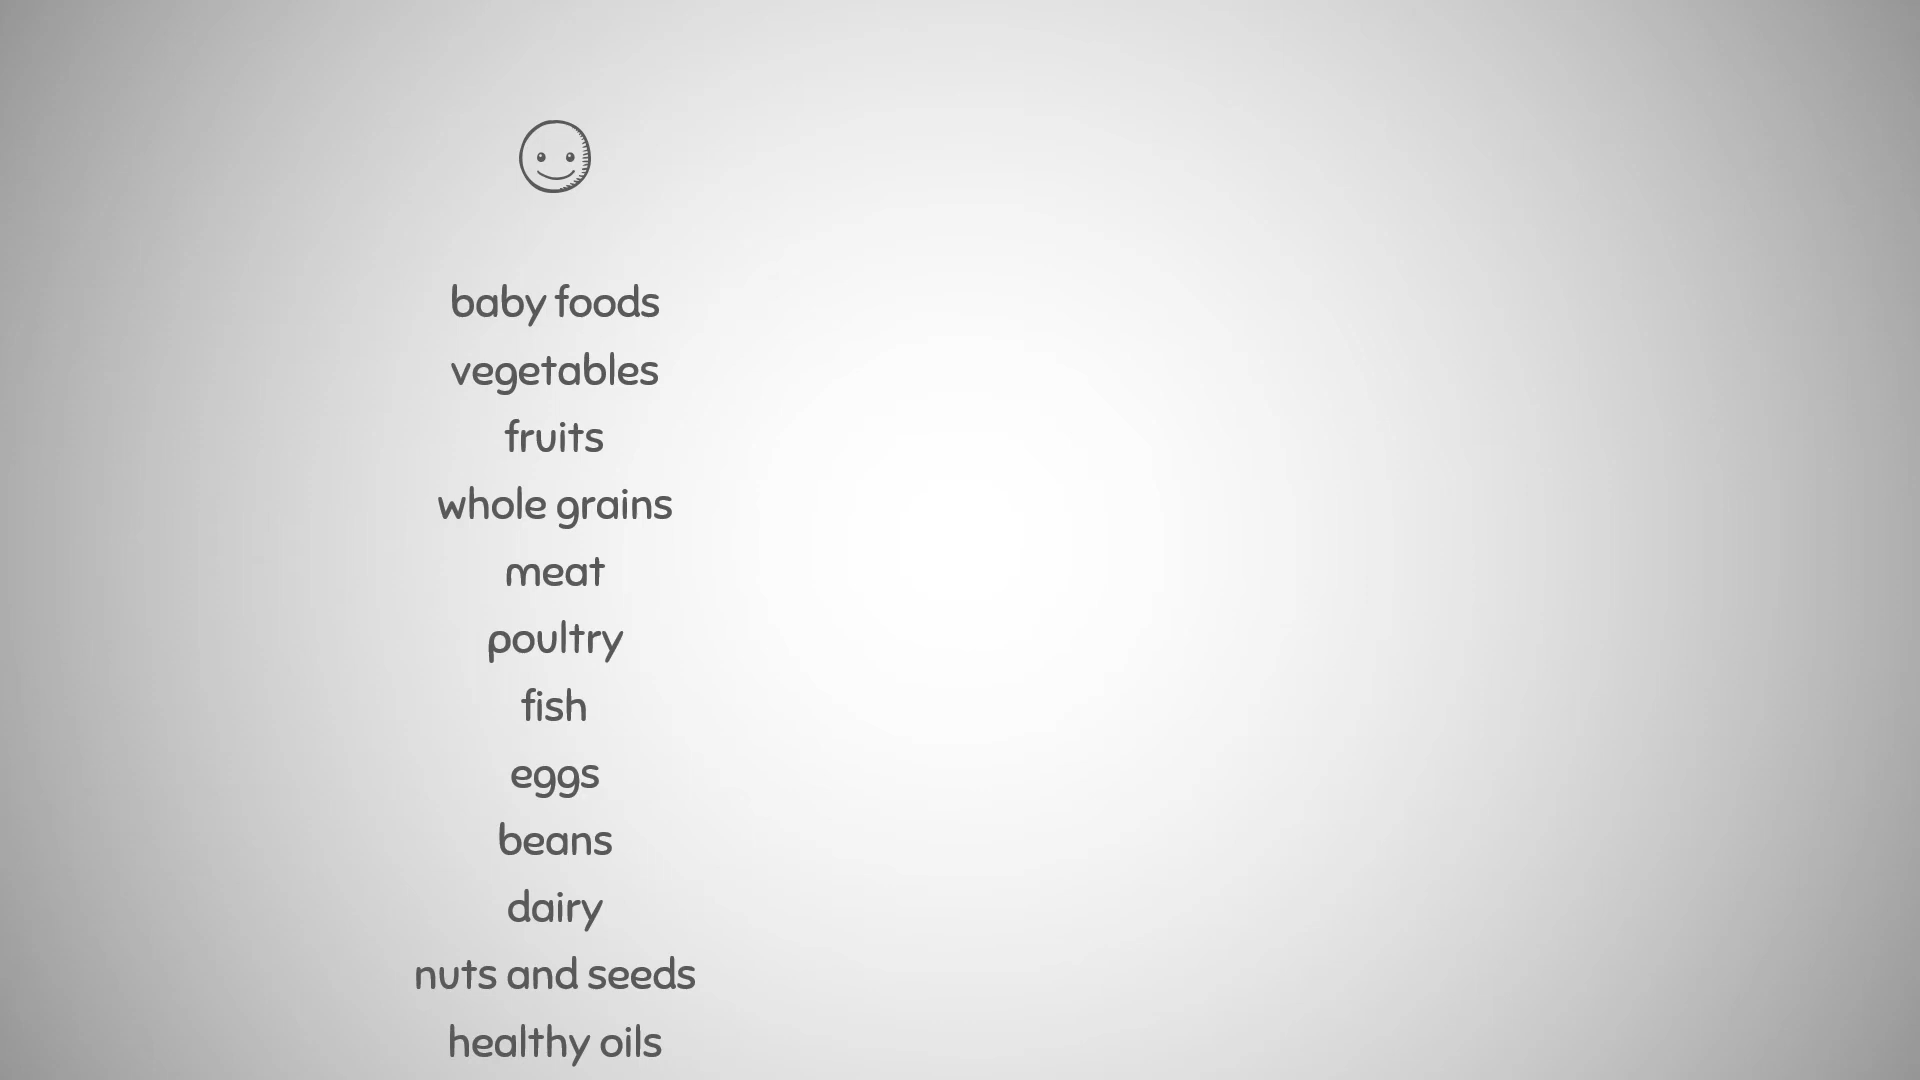 baby foods
vegetables
fruits
whole grains
meat
poultry
fish
eggs
beans
dairy
nuts and seeds
healthy oils